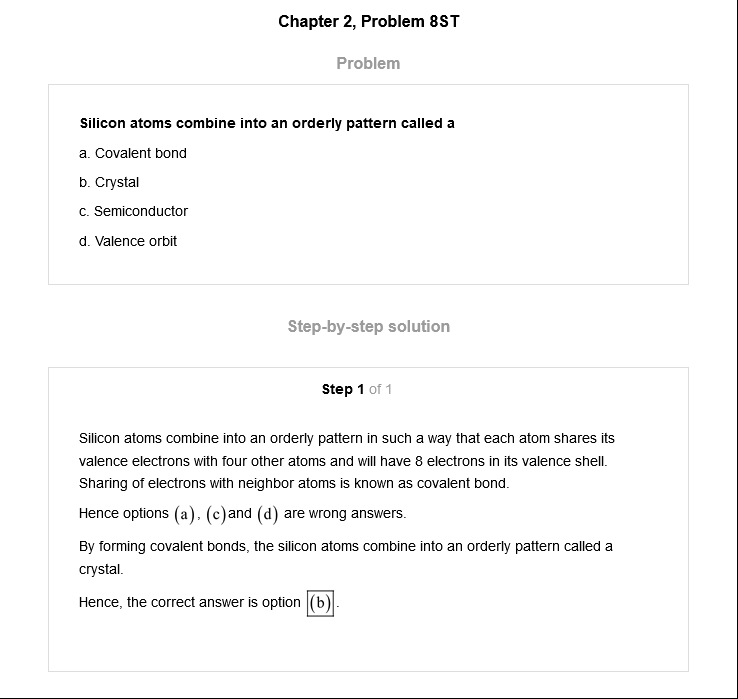 Chapter 2, Problem 8ST
Problem
Silicon atoms combine into an orderly pattern called a
a. Covalent bond
b. Crystal
c. Semiconductor
d. Valence orbit
Step-by-step solution
Step 1 of 1
Silicon atoms combine into an orderly pattern in such a way that each atom shares its
valence electrons with four other atoms and will have 8 electrons in its valence shell.
Sharing of electrons with neighbor atoms is known as covalent bond.
Hence options (a), (c)and (d) are wrong answers.
By forming covalent bonds, the silicon atoms combine into an orderly pattern called a
crystal.
Hence, the correct answer is option (b).